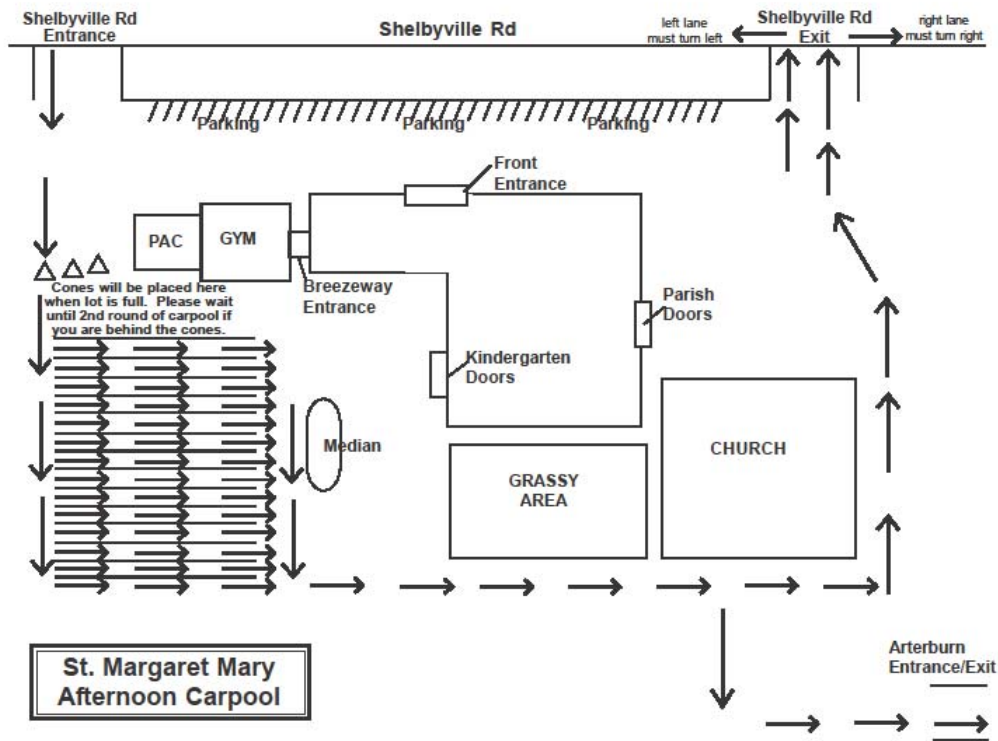 Shelbyville Rd
Entrance
Shelbyville Rd
left lane
must turn left
Shelbyville Rd
Exit
right lane
must turn right
Parking
Parking
Parking
Front
Entrance
PAC
GYM
Breezeway
Entrance
Cones will be placed here
when lot is full. Please wait
until 2nd round of carpool if
you are behind the cones.
Parish
Doors
Kindergarten
Doors
Median
GRASSY
AREA
CHURCH
St. Margaret Mary
Afternoon Carpool
Arterburn
Entrance/Exit